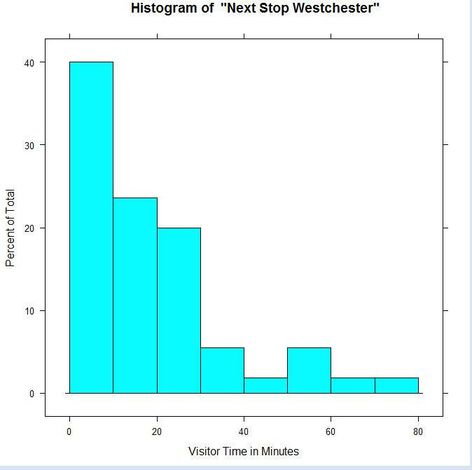 Histogram of "Next Stop Westchester"
Percent of Total
40
30
20
10
0
0 20 40 60 80
Visitor Time in Minutes